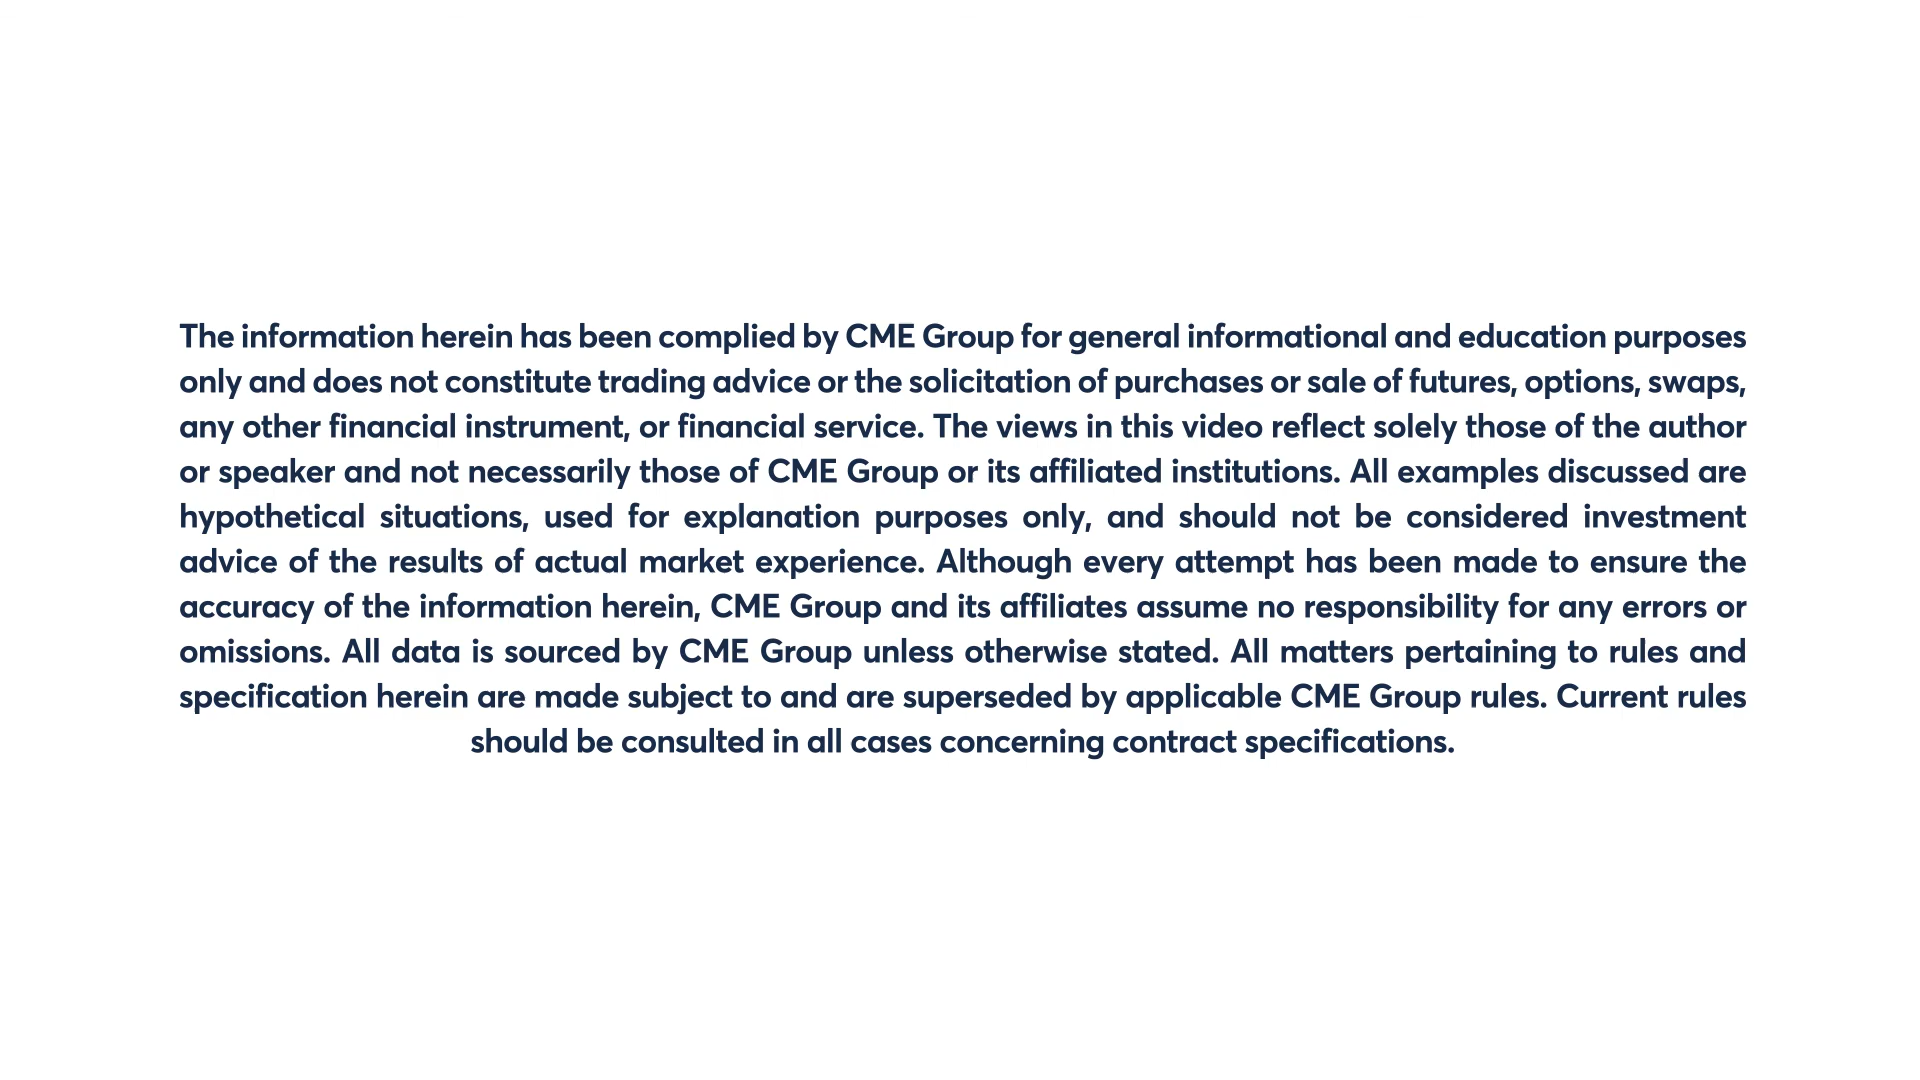 The information herein has been complied by CME Group for general informational and education purposes
only and does not constitute trading advice or the solicitation of purchases or sale of futures, options, swaps,
any other financial instrument, or financial service. The views in this video reflect solely those of the author
or speaker and not necessarily those of CME Group or its affiliated institutions. All examples discussed are
hypothetical situations, used for explanation purposes only, and should not be considered investment
advice of the results of actual market experience. Although every attempt has been made to ensure the
accuracy of the information herein, CME Group and its affiliates assume no responsibility for any errors or
omissions. All data is sourced by CME Group unless otherwise stated. All matters pertaining to rules and
specification herein are made subject to and are superseded by applicable CME Group rules. Current rules
should be consulted in all cases concerning contract specifications.